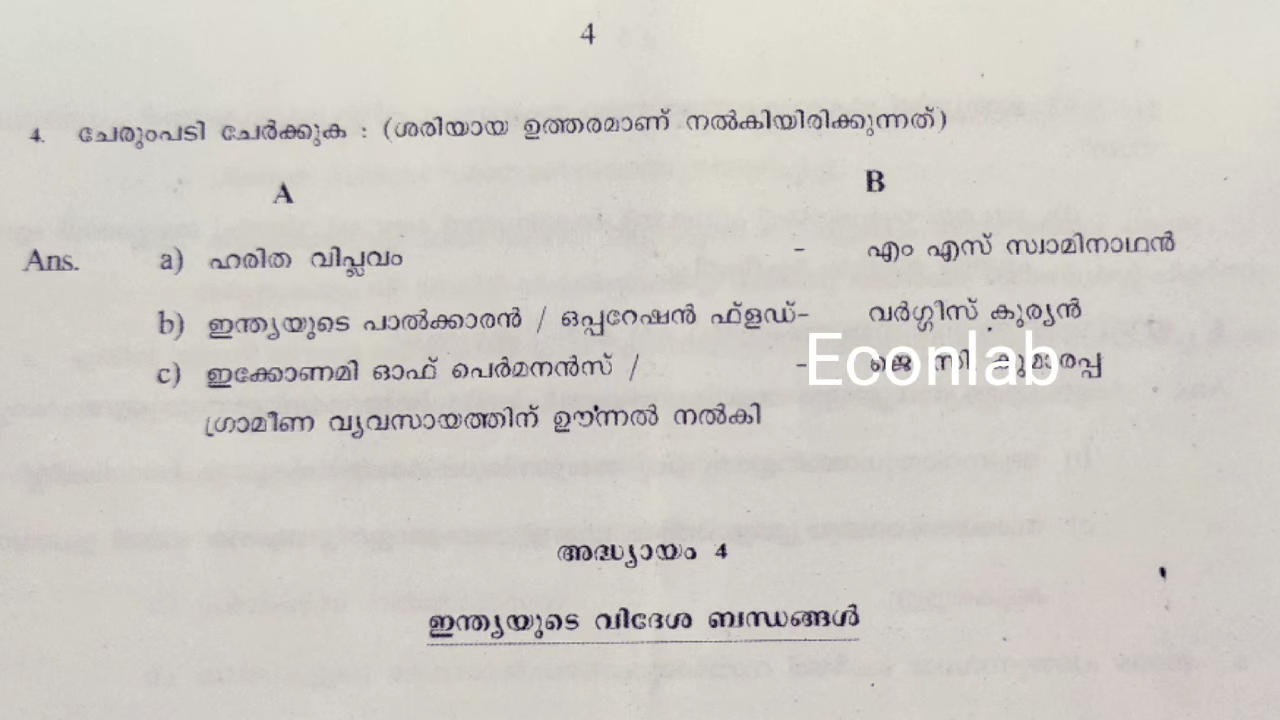 4
4. ചേരുംപടി ചേർക്കുക : (ശരിയായ ഉത്തരമാണ് നൽകിയിരിക്കുന്നത്)
A B
Ans. a) ഹരിത വിപ്ലവം - എം എസ് സ്വാമിനാഥൻ
b) ഇന്ത്യയുടെ പാൽക്കാരൻ / ഒപ്പറേഷൻ ഫ്ളഡ്- വർഗ്ഗീസ് കുര്യൻ
Econlab
c) ഇക്കോണമി ഓഫ് പെർമനൻസ് / - ജെ സി കുമാരപ്പ
ഗ്രാമീണ വ്യവസായത്തിന് ഊന്നൽ നൽകി
അദ്ധ്യായം 4
ഇന്ത്യയുടെ വിദേശ ബന്ധങ്ങൾ